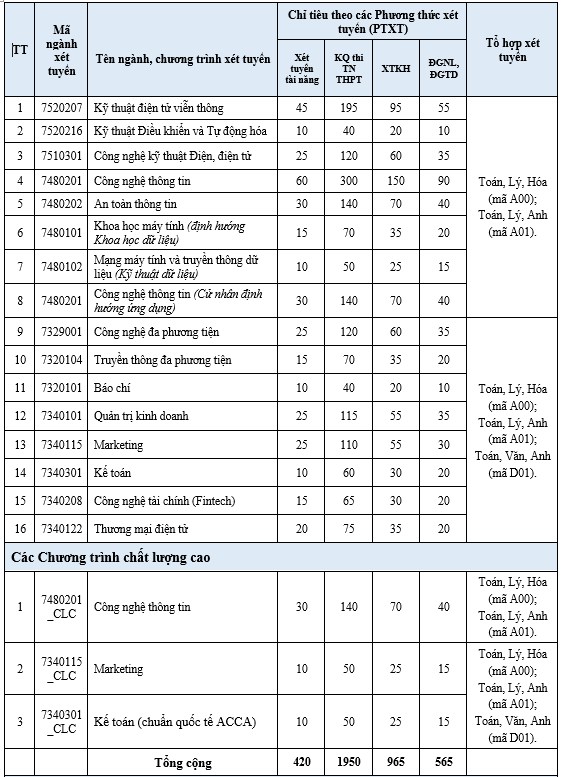 TT Mã ngành xét tuyển Tên ngành, chương trình xét tuyển Chỉ tiêu theo các Phương thức xét tuyển (PTXT) Tổ hợp xét tuyển
Xét tuyển tài năng KQ thi TN THPT XTKH ĐGNL, ĐGTD
1 7520207 Kỹ thuật điện tử viễn thông 45 195 95 55
2 7520216 Kỹ thuật Điều khiển và Tự động hóa 10 40 20 10
3 7510301 Công nghệ kỹ thuật Điện, điện tử 25 120 60 35
4 7480201 Công nghệ thông tin 60 300 150 90
5 7480202 An toàn thông tin 30 140 70 40
6 7480101 Khoa học máy tính (định hướng Khoa học dữ liệu) 15 70 35 20
7 7480102 Mạng máy tính và truyền thông dữ liệu (Kỹ thuật dữ liệu) 10 50 25 15
8 7480201 Công nghệ thông tin (Cử nhân định hướng ứng dụng) 30 140 70 40
Toán, Lý, Hóa
(mã A00);
Toán, Lý, Anh
(mã A01).
9 7329001 Công nghệ đa phương tiện 25 120 60 35
10 7320104 Truyền thông đa phương tiện 15 70 35 20
11 7320101 Báo chí 10 40 20 10
12 7340101 Quản trị kinh doanh 25 115 55 35
13 7340115 Marketing 25 110 55 30
14 7340301 Kế toán 10 60 30 20
15 7340208 Công nghệ tài chính (Fintech) 15 65 30 20
16 7340122 Thương mại điện tử 20 75 35 20
Toán, Lý, Hóa
(mã A00);
Toán, Lý, Anh
(mã A01);
Toán, Văn, Anh
(mã D01).
Các Chương trình chất lượng cao
1 7480201_CLC Công nghệ thông tin 30 140 70 40
Toán, Lý, Hóa
(mã A00);
Toán, Lý, Anh
(mã A01).
2 7340115_CLC Marketing 10 50 25 15
3 7340301_CLC Kế toán (chuẩn quốc tế ACCA) 10 50 25 15
Toán, Lý, Hóa
(mã A00);
Toán, Lý, Anh
(mã A01);
Toán, Văn, Anh
(mã D01).
Tổng cộng 420 1950 965 565